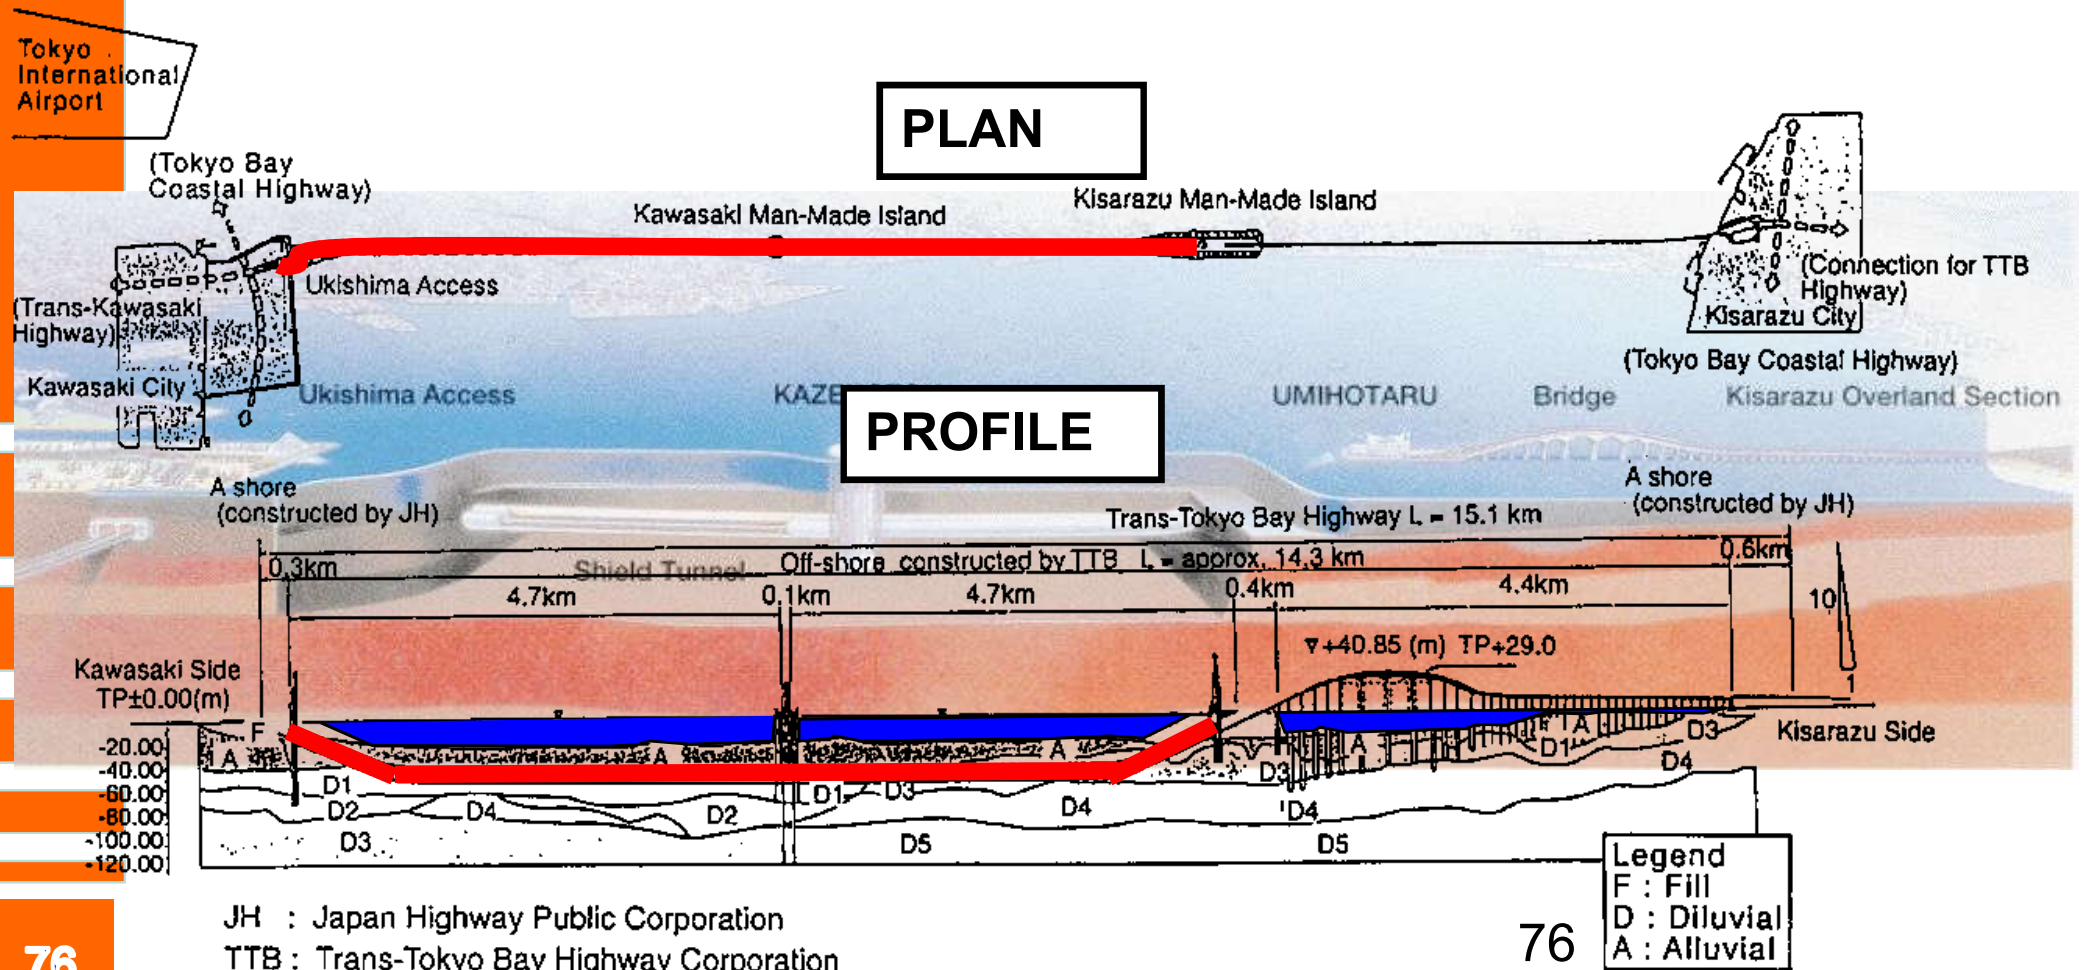 Tokyo
International
Airport
PLAN
(Tokyo Bay
Coastal Highway)
Kawasaki Man-Made Island
Kisarazu Man-Made Island
Ukishima Access
(Trans-Kawasaki
Highway)
Kawasaki City
(Connection for TTB
Highway)
Kisarazu City
(Tokyo Bay Coastal Highway)
Ukishima Access
UMIHOTARU
Bridge
Kisarazu Overland Section
PROFILE
A shore
(constructed by JH)
A shore
(constructed by JH)
Trans-Tokyo Bay Highway L = 15.1 km
Shield Tunnel
Off-shore constructed by TTB L = approx. 14.3 km
0.3km
0.6km
4.7km
0.1km
4.7km
0.4km
4.4km
10
1
▽+40.85 (m) TP+29.0
Kawasaki Side
TP±0.00(m)
Kisarazu Side
-20.00
-40.00
-60.00
-80.00
-100.00
-120.00
F
A
A
A
A
A
D1
D3
D1
D2
D4
D2
D1
D3
D4
D3
D4
D4
D3
D5
D5
Legend
F : Fill
D : Diluvial
A : Alluvial
JH : Japan Highway Public Corporation
TTB : Trans-Tokyo Bay Highway Corporation
76
76